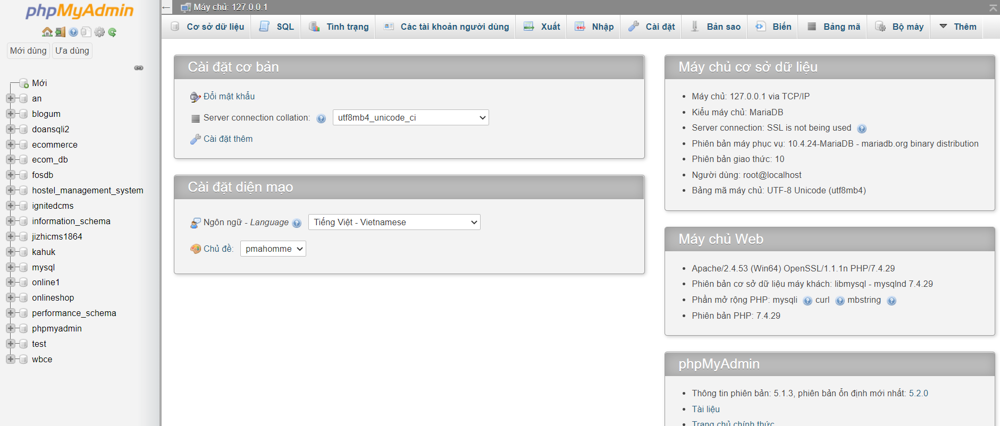 phpMyAdmin
Mới dùng Ưa dùng
Mới
an
blogum
doansqli2
ecommerce
ecom_db
fosdb
hostel_management_system
ignitedcms
information_schema
jizhicms1864
kahuk
mysql
online1
onlineshop
performance_schema
phpmyadmin
test
wbce
Máy chủ: 127.0.0.1
Cơ sở dữ liệu SQL Tình trạng Các tài khoản người dùng Xuất Nhập Cài đặt Bản sao Biến Bảng mã Bộ máy Thêm
Cài đặt cơ bản
Đổi mật khẩu
Server connection collation: utf8mb4_unicode_ci
Cài đặt thêm
Cài đặt diện mạo
Ngôn ngữ - Language Tiếng Việt - Vietnamese
Chủ đề: pmahomme
Máy chủ cơ sở dữ liệu
Máy chủ: 127.0.0.1 via TCP/IP
Kiểu máy chủ: MariaDB
Server connection: SSL is not being used
Phiên bản máy phục vụ: 10.4.24-MariaDB - mariadb.org binary distribution
Phiên bản giao thức: 10
Người dùng: root@localhost
Bảng mã máy chủ: UTF-8 Unicode (utf8mb4)
Máy chủ Web
Apache/2.4.53 (Win64) OpenSSL/1.1.1n PHP/7.4.29
Phiên bản cơ sở dữ liệu máy khách: libmysql - mysqlnd 7.4.29
Phần mở rộng PHP: mysqli curl mbstring
Phiên bản PHP: 7.4.29
phpMyAdmin
Thông tin phiên bản: 5.1.3, phiên bản ổn định mới nhất: 5.2.0
Tài liệu
Trang chủ chính thức